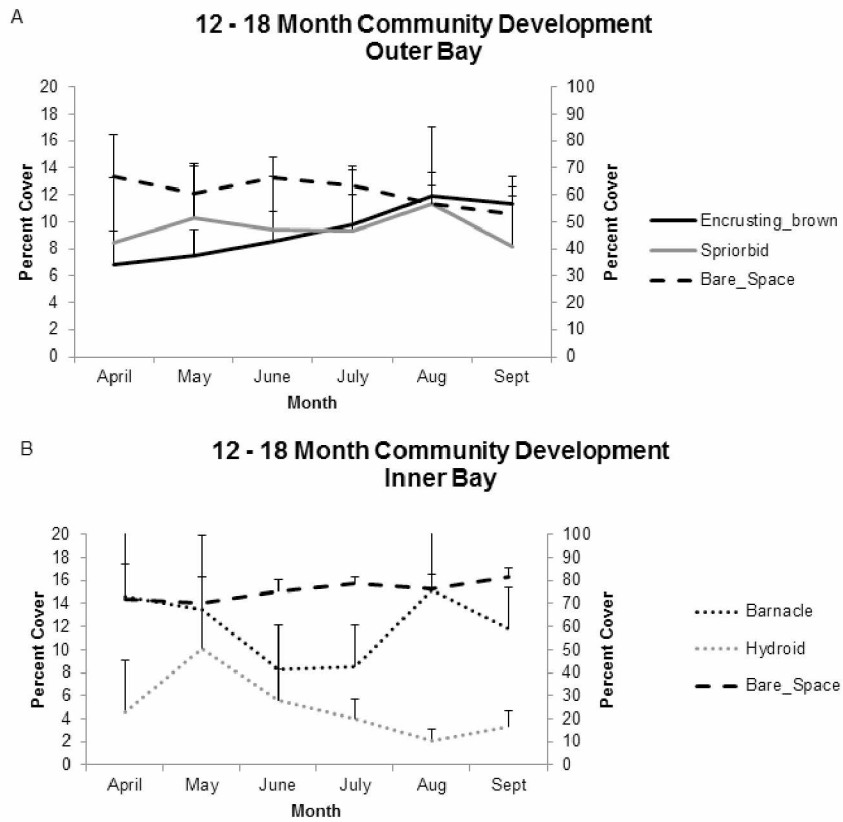 A
12 - 18 Month Community Development
Outer Bay
20
18
16
14
12
10
8
6
4
2
0
Percent Cover
100
90
80
70
60
50
40
30
20
10
0
Percent Cover
April May June July Aug Sept
Month
Encrusting_brown
Spriorbid
Bare_Space
B
12 - 18 Month Community Development
Inner Bay
20
18
16
14
12
10
8
6
4
2
0
Percent Cover
100
90
80
70
60
50
40
30
20
10
0
Percent Cover
April May June July Aug Sept
Month
Barnacle
Hydroid
Bare_Space